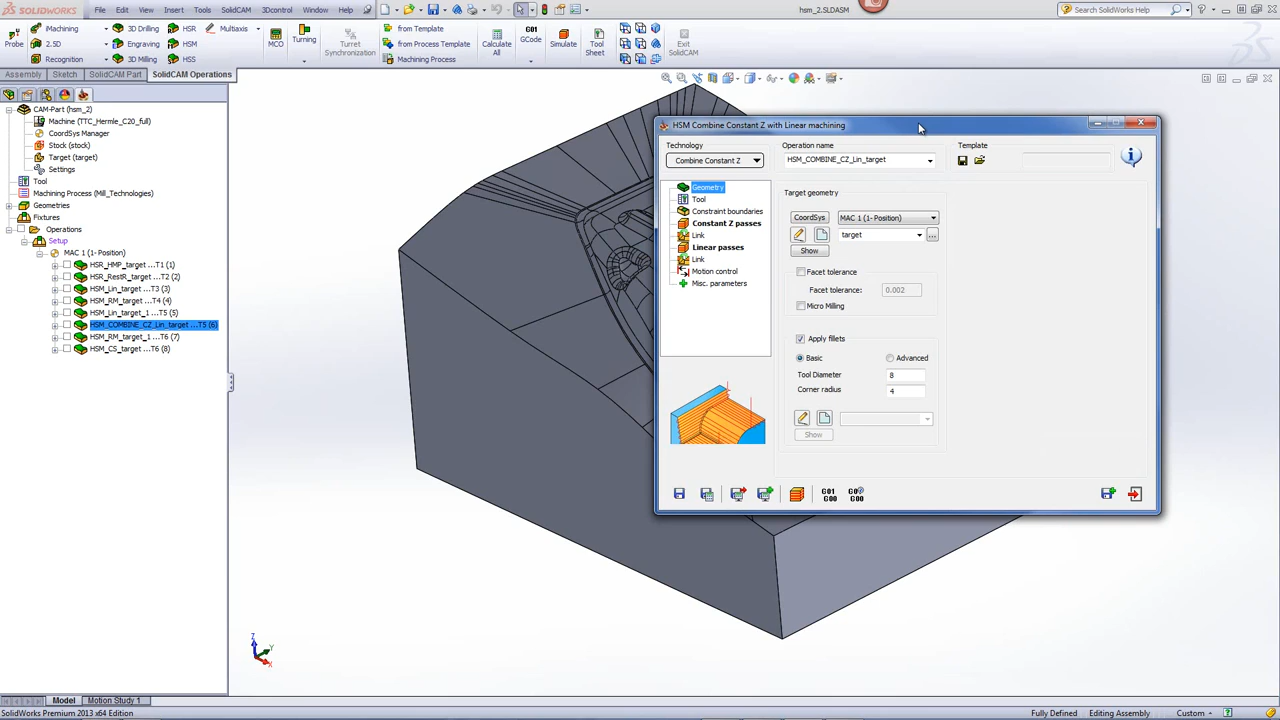 SOLIDWORKS File Edit View Insert Tools SolidCAM 3Dcontrol Window Help hsm_2.SLDASM Search SolidWorks Help
Probe
iMachining
2.5D
Recognition
3D Drilling
Engraving
3D Milling
HSR
HSM
HSS
Multiaxis
MCO
Turning
Turret
Synchronization
from Template
from Process Template
Machining Process
Calculate
All
G01
GCode
Simulate
Tool
Sheet
Exit
SolidCAM
Assembly Sketch SolidCAM Part SolidCAM Operations
CAM-Part (hsm_2)
Machine (TTC_Hermle_C20_full)
CoordSys Manager
Stock (stock)
Target (target)
Settings
Tool
Machining Process (Mill_Technologies)
Geometries
Fixtures
Operations
Setup
MAC 1 (1- Position)
HSR_HMP_target ...T1 (1)
HSR_RestR_target ...T2 (2)
HSM_Lin_target ...T3 (3)
HSM_RM_target ...T4 (4)
HSM_Lin_target_1 ...T5 (5)
HSM_COMBINE_CZ_Lin_target ...T5 (6)
HSM_RM_target_1 ...T6 (7)
HSM_CS_target ...T6 (8)
HSM Combine Constant Z with Linear machining
Technology
Combine Constant Z
Operation name
HSM_COMBINE_CZ_Lin_target
Template
Geometry
Tool
Constraint boundaries
Constant Z passes
Link
Linear passes
Link
Motion control
Misc. parameters
Target geometry
CoordSys MAC 1 (1- Position)
target ...
Show
Facet tolerance
Facet tolerance: 0.002
Micro Milling
Apply fillets
Basic Advanced
Tool Diameter 8
Corner radius 4
Show
G01
G00
G0
G00
Z
Y
X
Model Motion Study 1
SolidWorks Premium 2013 x64 Edition Fully Defined Editing Assembly Custom